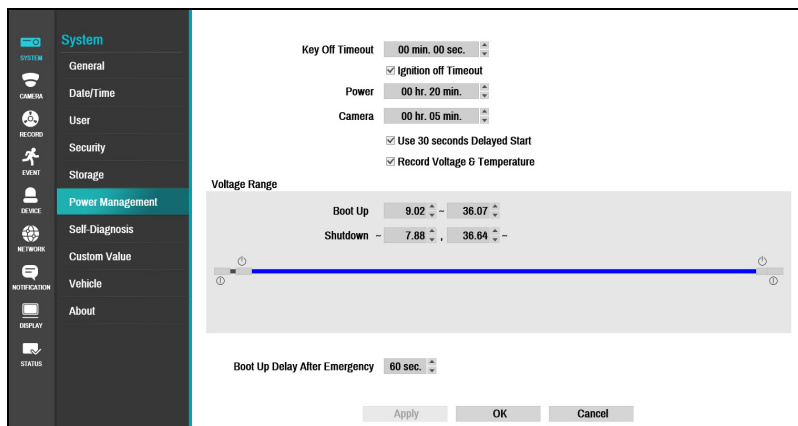 SYSTEM
CAMERA
RECORD
EVENT
DEVICE
NETWORK
NOTIFICATION
DISPLAY
STATUS
System
General
Date/Time
User
Security
Storage
Power Management
Self-Diagnosis
Custom Value
Vehicle
About
Key Off Timeout 00 min. 00 sec.
Ignition off Timeout
Power 00 hr. 20 min.
Camera 00 hr. 05 min.
Use 30 seconds Delayed Start
Record Voltage & Temperature
Voltage Range
Boot Up 9.02 ~ 36.07
Shutdown ~ 7.88 , 36.64 ~
Boot Up Delay After Emergency 60 sec.
Apply OK Cancel